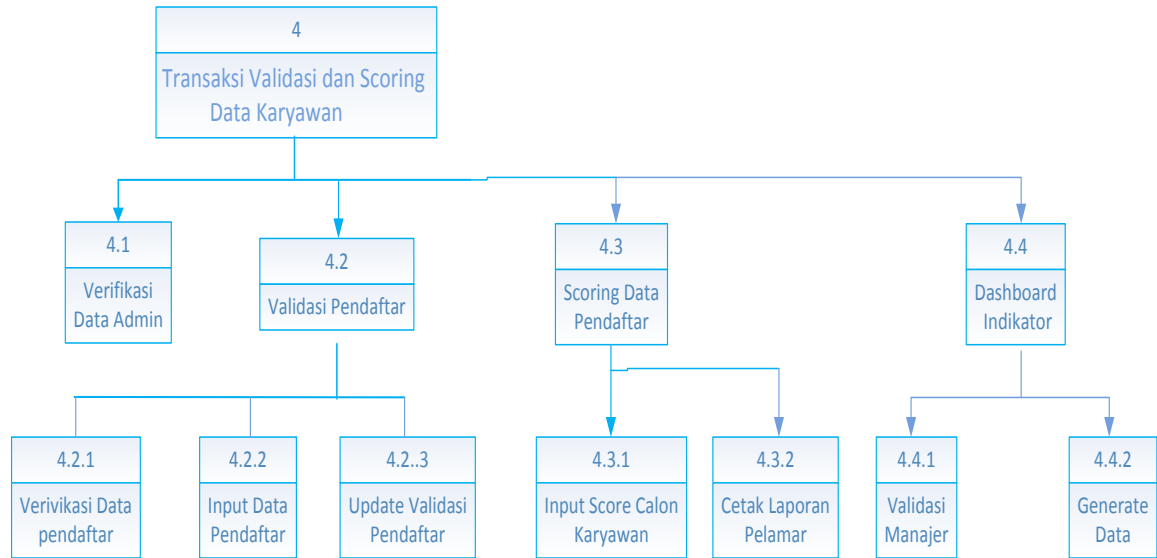 4
Transaksi Validasi dan Scoring
Data Karyawan
4.1
Verifikasi
Data Admin
4.2
Validasi Pendaftar
4.3
Scoring Data
Pendaftar
4.4
Dashboard
Indikator
4.2.1
Verivikasi Data
pendaftar
4.2.2
Input Data
Pendaftar
4.2..3
Update Validasi
Pendaftar
4.3.1
Input Score Calon
Karyawan
4.3.2
Cetak Laporan
Pelamar
4.4.1
Validasi
Manajer
4.4.2
Generate
Data